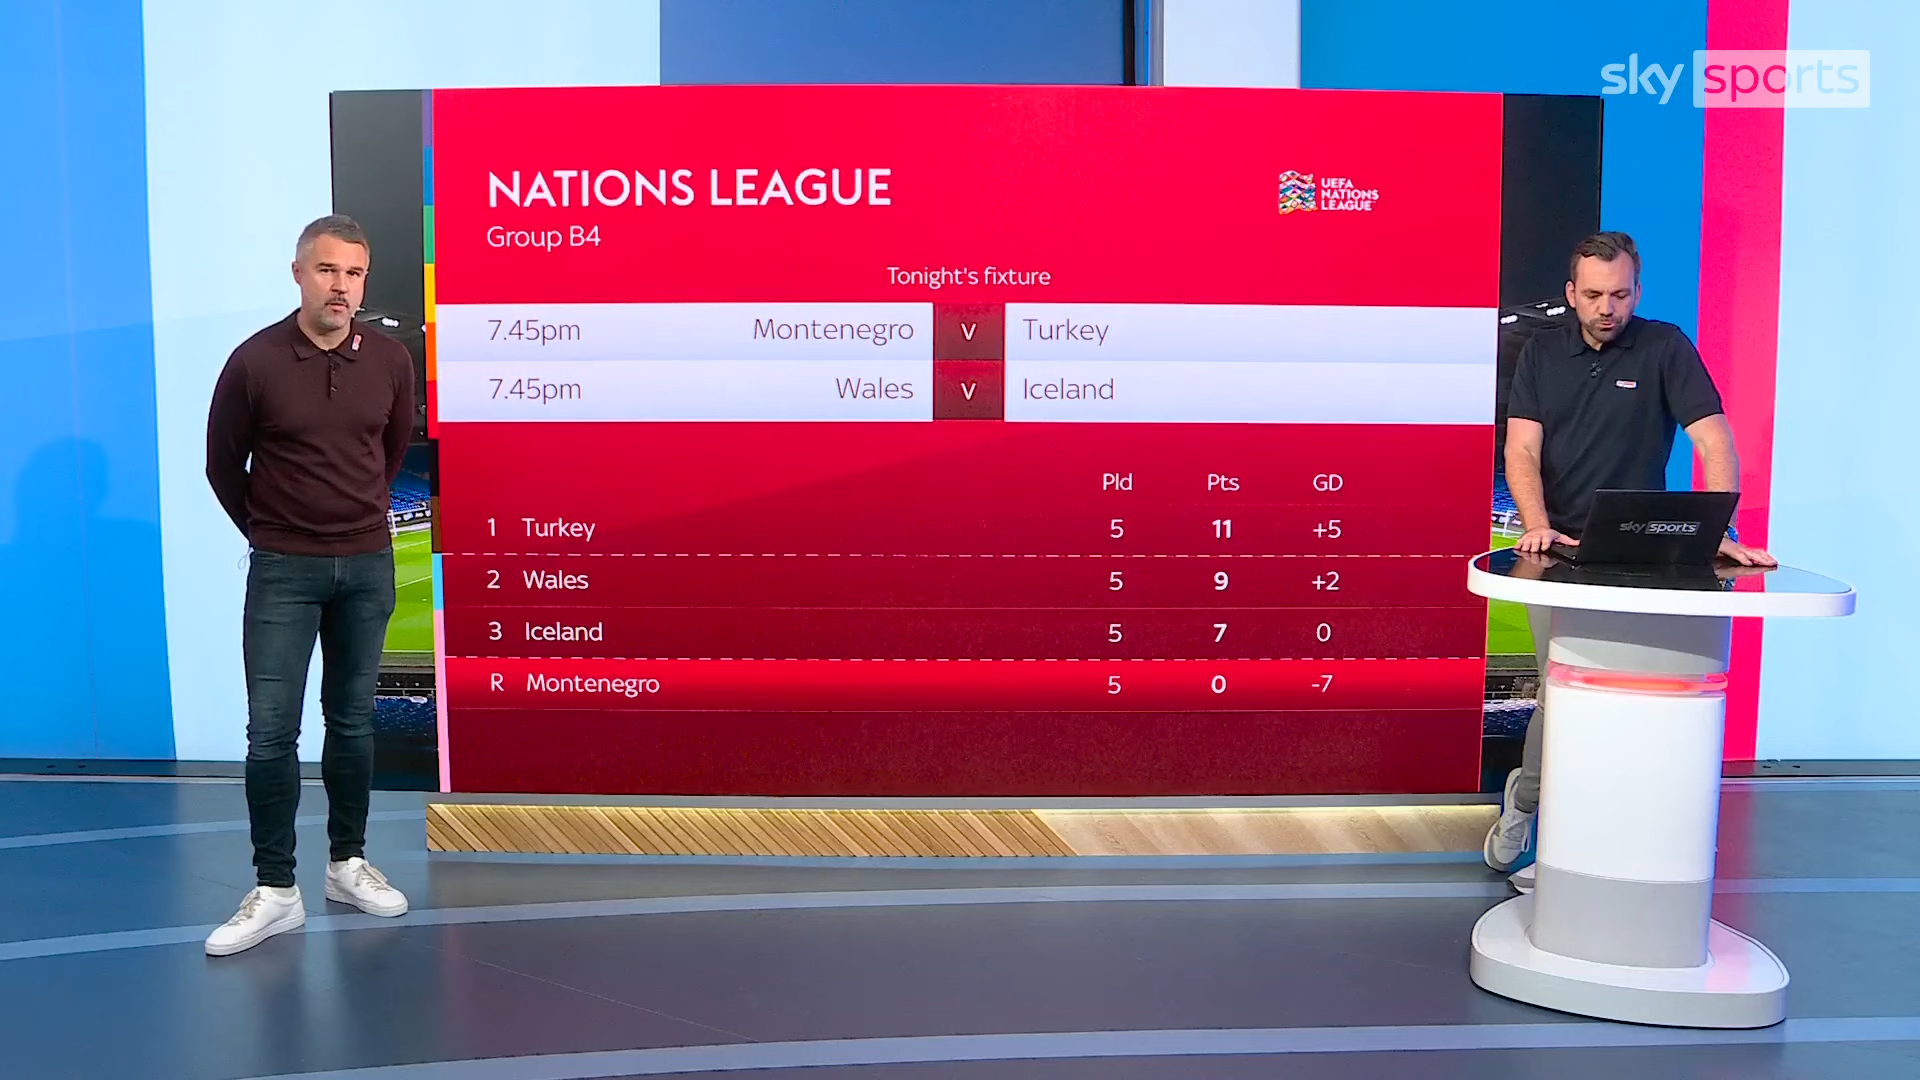 sky sports
NATIONS LEAGUE
Group B4
UEFA
NATIONS
LEAGUE
Tonight's fixture
7.45pm Montenegro v Turkey
7.45pm Wales v Iceland
Pld Pts GD
1 Turkey 5 11 +5
2 Wales 5 9 +2
3 Iceland 5 7 0
R Montenegro 5 0 -7
sky sports